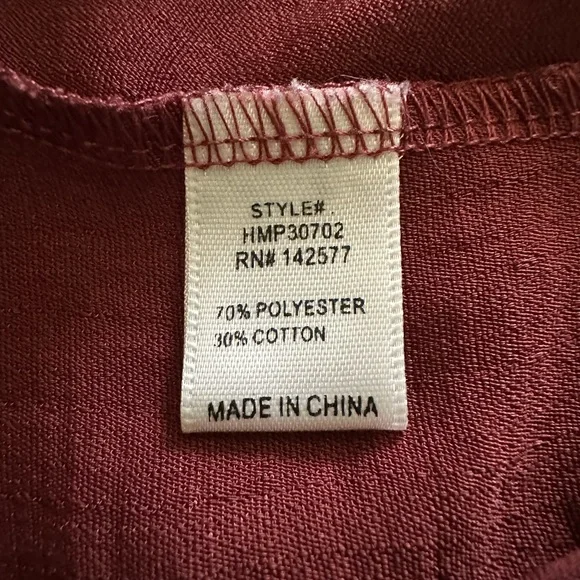 STYLE#.
HMP30702
RN# 142577
70% POLYESTER
30% COTTON
MADE IN CHINA